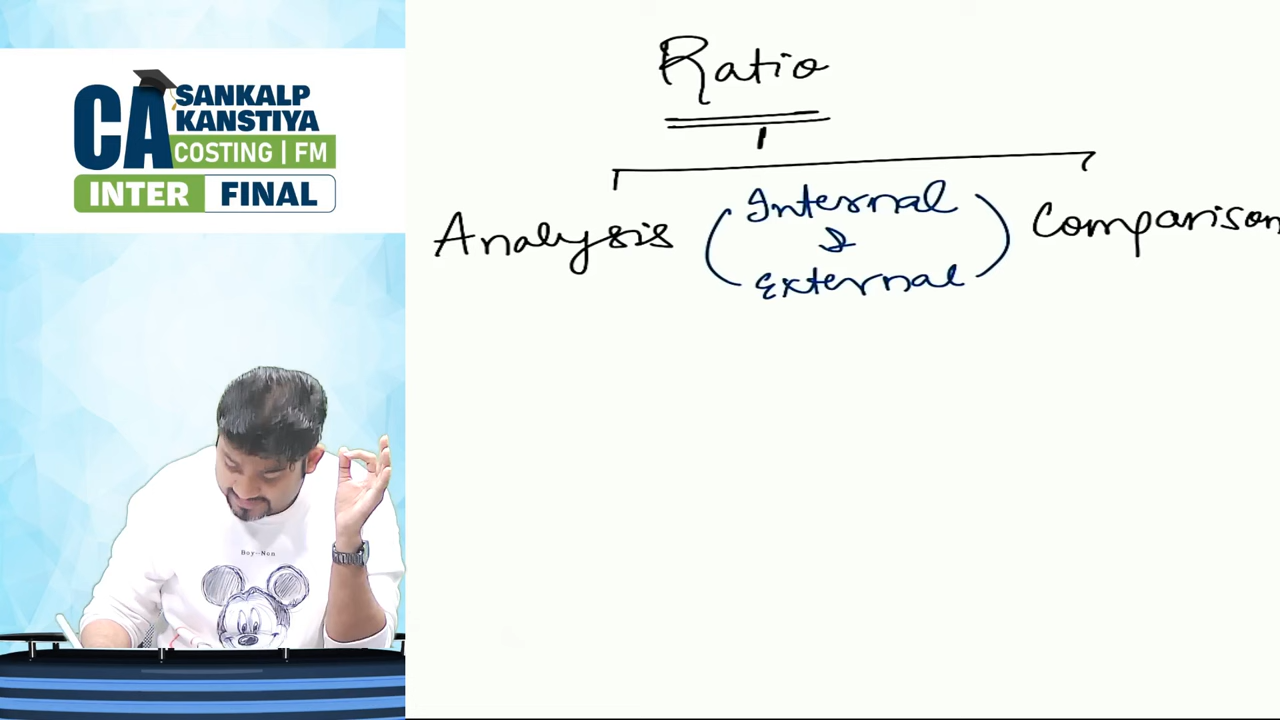 CA SANKALP
KANSTIYA
COSTING | FM
INTER FINAL
Ratio
Analysis (Internal & External) Comparison
Boy--Non